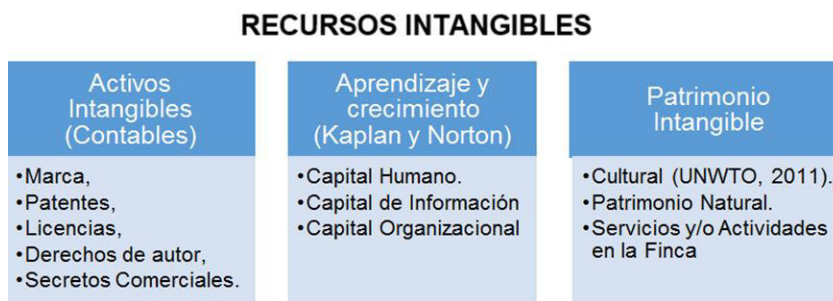 RECURSOS INTANGIBLES
Activos
Intangibles
(Contables)
•Marca,
•Patentes,
•Licencias,
•Derechos de autor,
•Secretos Comerciales.
Aprendizaje y
crecimiento
(Kaplan y Norton)
•Capital Humano.
•Capital de Información
•Capital Organizacional
Patrimonio
Intangible
•Cultural (UNWTO, 2011).
•Patrimonio Natural.
•Servicios y/o Actividades
en la Finca